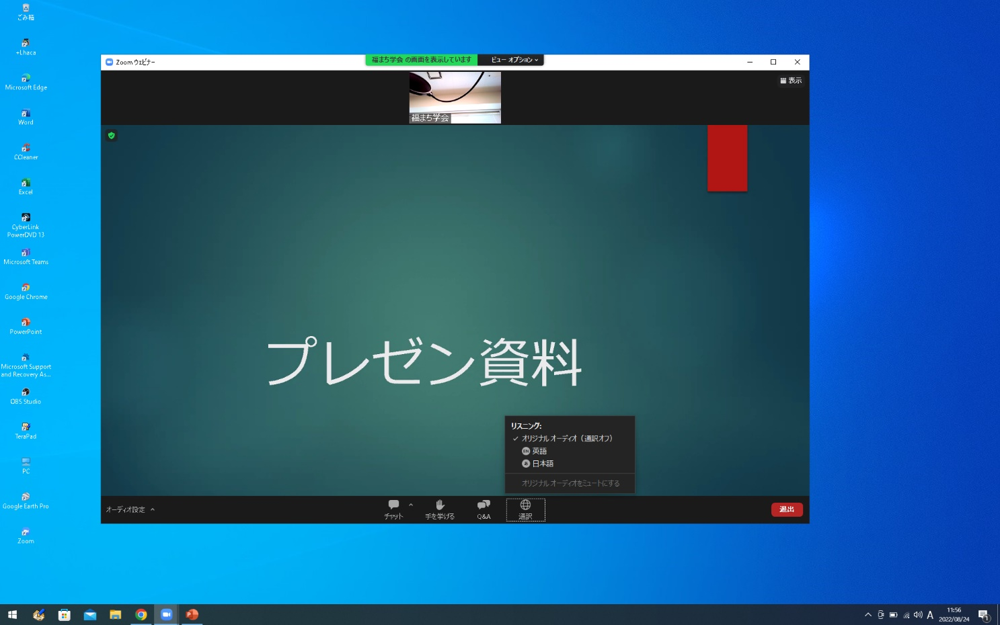 ごみ箱
+Lhaca
Microsoft Edge
Word
CCleaner
Excel
CyberLink
PowerDVD 13
Microsoft Teams
Google Chrome
PowerPoint
Microsoft Support
and Recovery As...
OBS Studio
TeraPad
PC
Google Earth Pro
Zoom
Zoom ウェビナー
福まち学会 の画面を表示しています
ビュー オプション
表示
福まち学会
プレゼン資料
リスニング:
オリジナル オーディオ（通訳オフ）
EN 英語
あ 日本語
オリジナル オーディオをミュートにする
オーディオ設定
チャット
手を挙げる
Q&A
通訳
退出
A
11:56
2022/08/24
1